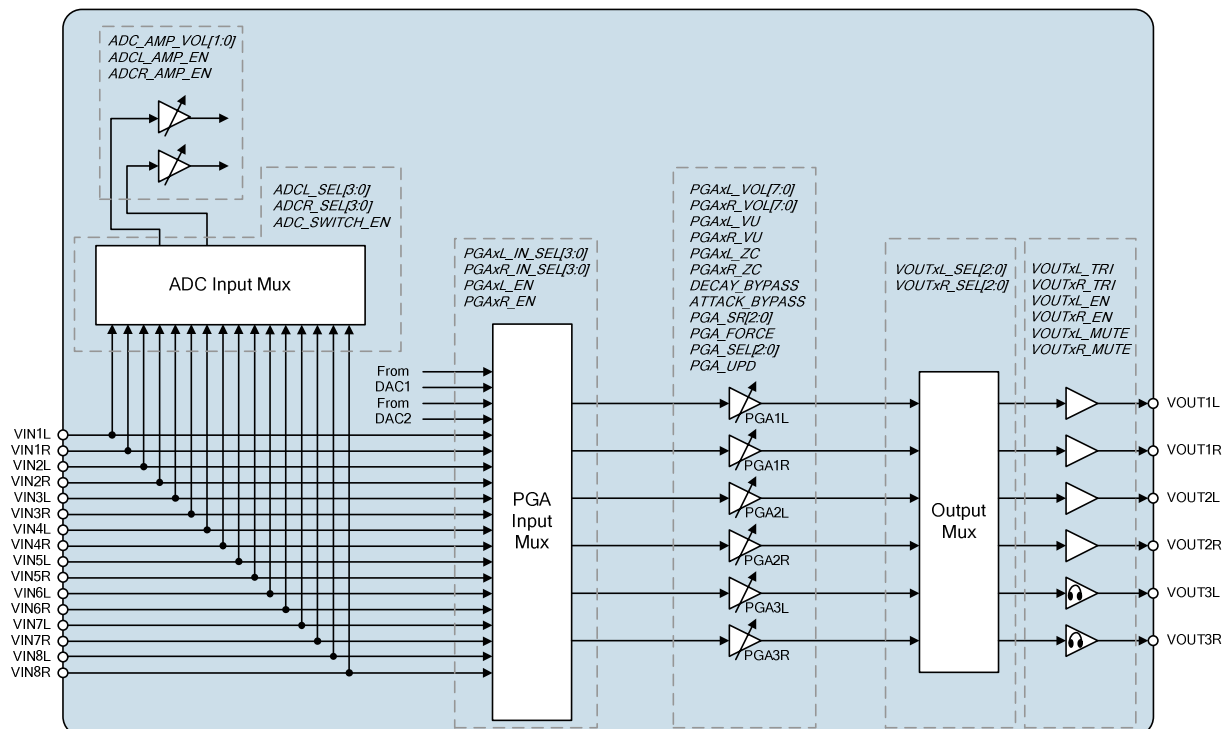 ADC_AMP_VOL[1:0]
ADCL_AMP_EN
ADCR_AMP_EN
ADCL_SEL[3:0]
ADCR_SEL[3:0]
ADC_SWITCH_EN
ADC Input Mux
PGAxL_IN_SEL[3:0]
PGAxR_IN_SEL[3:0]
PGAxL_EN
PGAxR_EN
PGAxL_VOL[7:0]
PGAxR_VOL[7:0]
PGAxL_VU
PGAxR_VU
PGAxL_ZC
PGAxR_ZC
DECAY_BYPASS
ATTACK_BYPASS
PGA_SR[2:0]
PGA_FORCE
PGA_SEL[2:0]
PGA_UPD
VOUTxL_SEL[2:0]
VOUTxR_SEL[2:0]
VOUTxL_TRI
VOUTxR_TRI
VOUTxL_EN
VOUTxR_EN
VOUTxL_MUTE
VOUTxR_MUTE
From
DAC1
From
DAC2
VIN1L
VIN1R
VIN2L
VIN2R
VIN3L
VIN3R
VIN4L
VIN4R
VIN5L
VIN5R
VIN6L
VIN6R
VIN7L
VIN7R
VIN8L
VIN8R
PGA
Input
Mux
PGA1L
PGA1R
PGA2L
PGA2R
PGA3L
PGA3R
Output
Mux
VOUT1L
VOUT1R
VOUT2L
VOUT2R
VOUT3L
VOUT3R